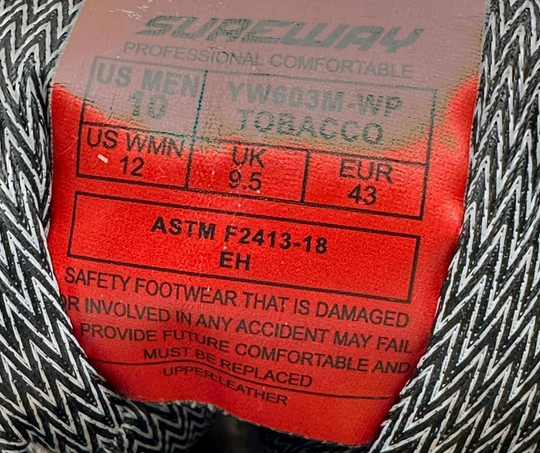 SUREWAY
PROFESSIONAL COMFORTABLE
US MEN 10 YW603M-WP TOBACCO
US WMN 12 UK 9.5 EUR 43
ASTM F2413-18
EH
SAFETY FOOTWEAR THAT IS DAMAGED
OR INVOLVED IN ANY ACCIDENT MAY FAIL
PROVIDE FUTURE COMFORTABLE AND
MUST BE REPLACED
UPPER:LEATHER